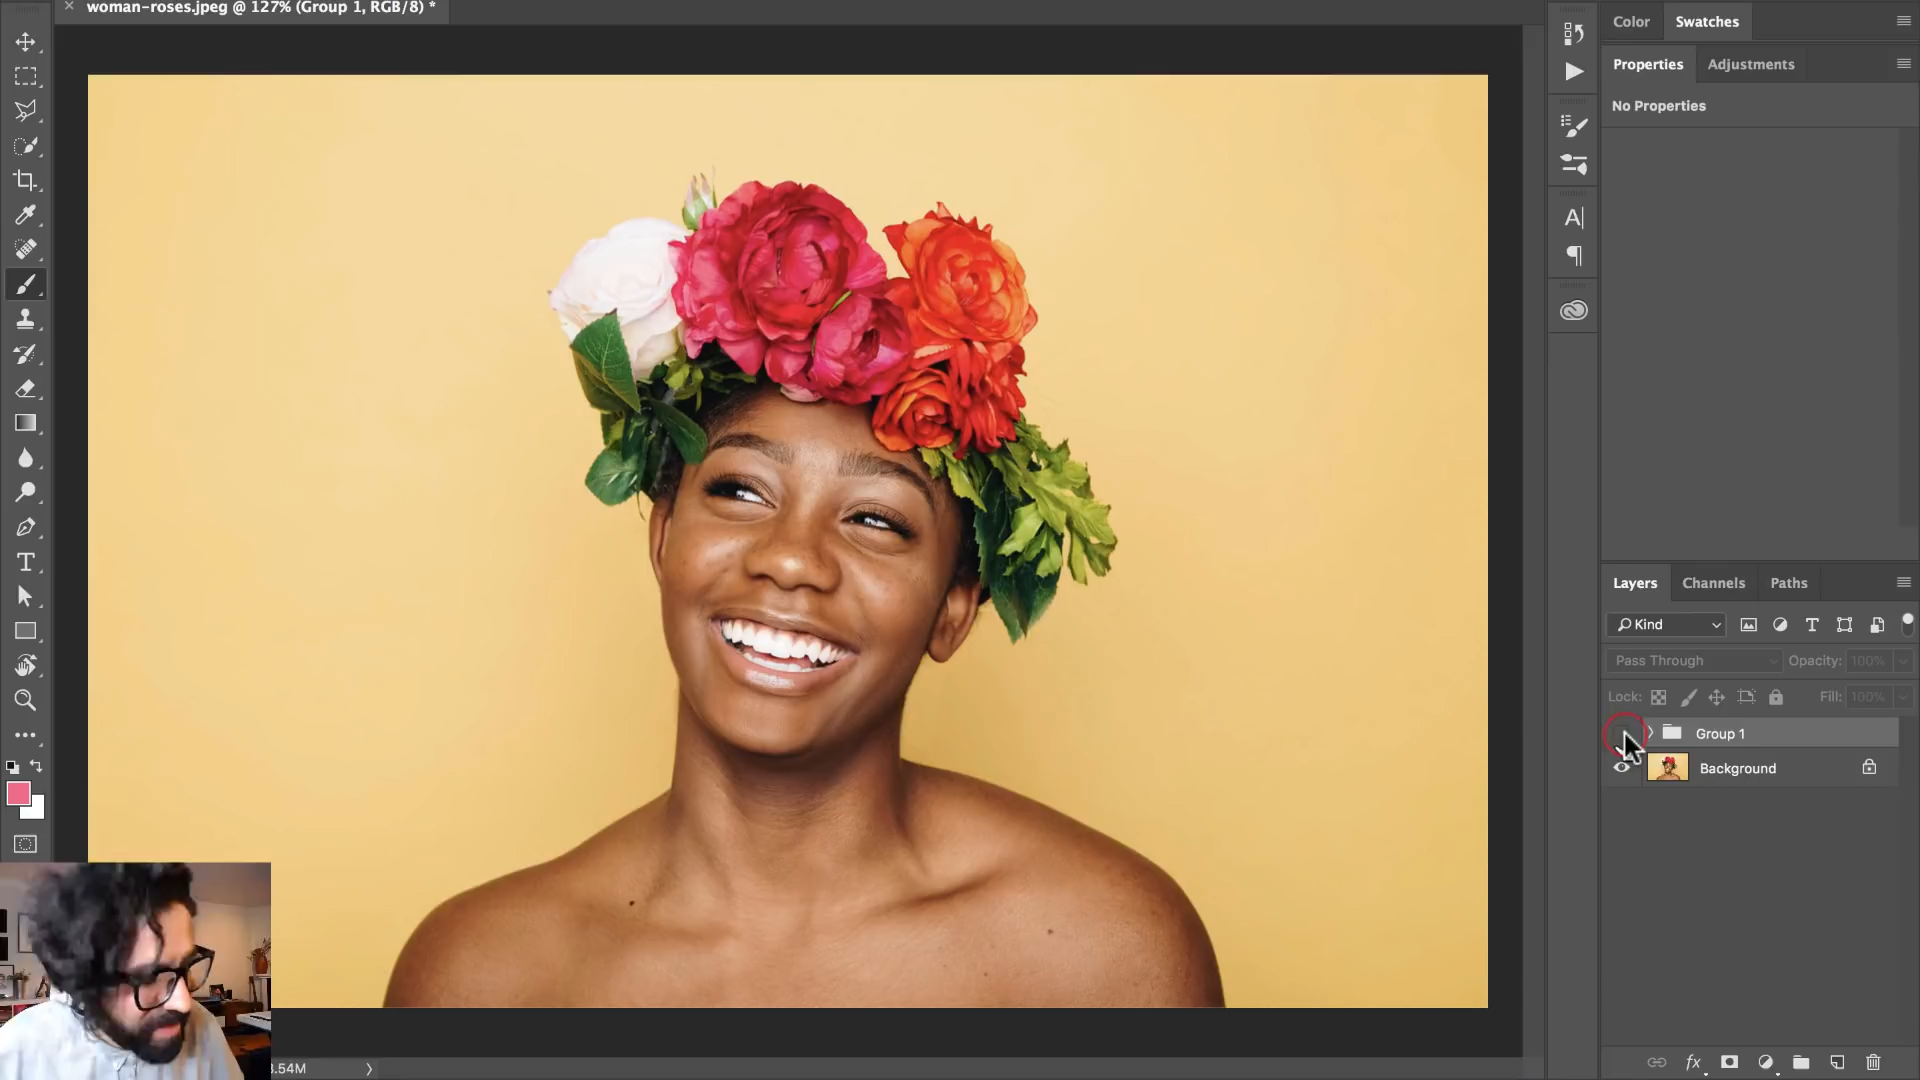 woman-roses.jpeg @ 127% (Group 1, RGB/8) *
Color
Swatches
Properties
Adjustments
No Properties
Layers
Channels
Paths
Kind
Pass Through
Opacity: 100%
Lock:
Fill: 100%
Group 1
Background
fx